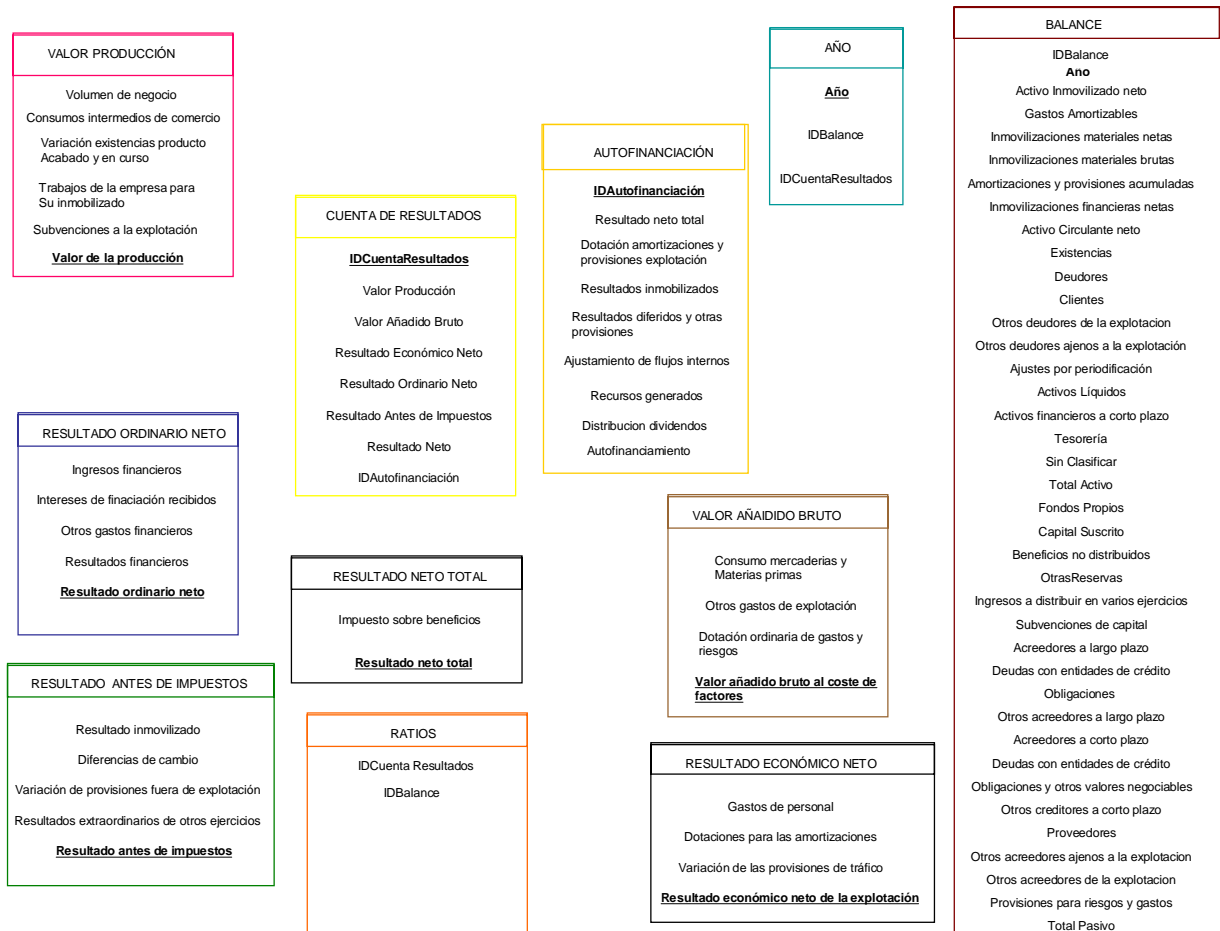 VALOR PRODUCCIÓN
Volumen de negocio
Consumos intermedios de comercio
Variación existencias producto
Acabado y en curso
Trabajos de la empresa para
Su inmobilizado
Subvenciones a la explotación
Valor de la producción
RESULTADO ORDINARIO NETO
Ingresos financieros
Intereses de finaciación recibidos
Otros gastos financieros
Resultados financieros
Resultado ordinario neto
RESULTADO ANTES DE IMPUESTOS
Resultado inmovilizado
Diferencias de cambio
Variación de provisiones fuera de explotación
Resultados extraordinarios de otros ejercicios
Resultado antes de impuestos
CUENTA DE RESULTADOS
IDCuentaResultados
Valor Producción
Valor Añadido Bruto
Resultado Económico Neto
Resultado Ordinario Neto
Resultado Antes de Impuestos
Resultado Neto
IDAutofinanciación
RESULTADO NETO TOTAL
Impuesto sobre beneficios
Resultado neto total
RATIOS
IDCuenta Resultados
IDBalance
AUTOFINANCIACIÓN
IDAutofinanciación
Resultado neto total
Dotación amortizaciones y
provisiones explotación
Resultados inmobilizados
Resultados diferidos y otras
provisiones
Ajustamiento de flujos internos
Recursos generados
Distribucion dividendos
Autofinanciamiento
AÑO
Año
IDBalance
IDCuentaResultados
VALOR AÑAIDIDO BRUTO
Consumo mercaderias y
Materias primas
Otros gastos de explotación
Dotación ordinaria de gastos y
riesgos
Valor añadido bruto al coste de
factores
RESULTADO ECONÓMICO NETO
Gastos de personal
Dotaciones para las amortizaciones
Variación de las provisiones de tráfico
Resultado económico neto de la explotación
BALANCE
IDBalance
Año
Activo Inmovilizado neto
Gastos Amortizables
Inmovilizaciones materiales netas
Inmovilizaciones materiales brutas
Amortizaciones y provisiones acumuladas
Inmovilizaciones financieras netas
Activo Circulante neto
Existencias
Deudores
Clientes
Otros deudores de la explotacion
Otros deudores ajenos a la explotación
Ajustes por periodificación
Activos Líquidos
Activos financieros a corto plazo
Tesorería
Sin Clasificar
Total Activo
Fondos Propios
Capital Suscrito
Beneficios no distribuidos
OtrasReservas
Ingresos a distribuir en varios ejercicios
Subvenciones de capital
Acreedores a largo plazo
Deudas con entidades de crédito
Obligaciones
Otros acreedores a largo plazo
Acreedores a corto plazo
Deudas con entidades de crédito
Obligaciones y otros valores negociables
Otros creditores a corto plazo
Proveedores
Otros acreedores ajenos a la explotacion
Otros acreedores de la explotacion
Provisiones para riesgos y gastos
Total Pasivo